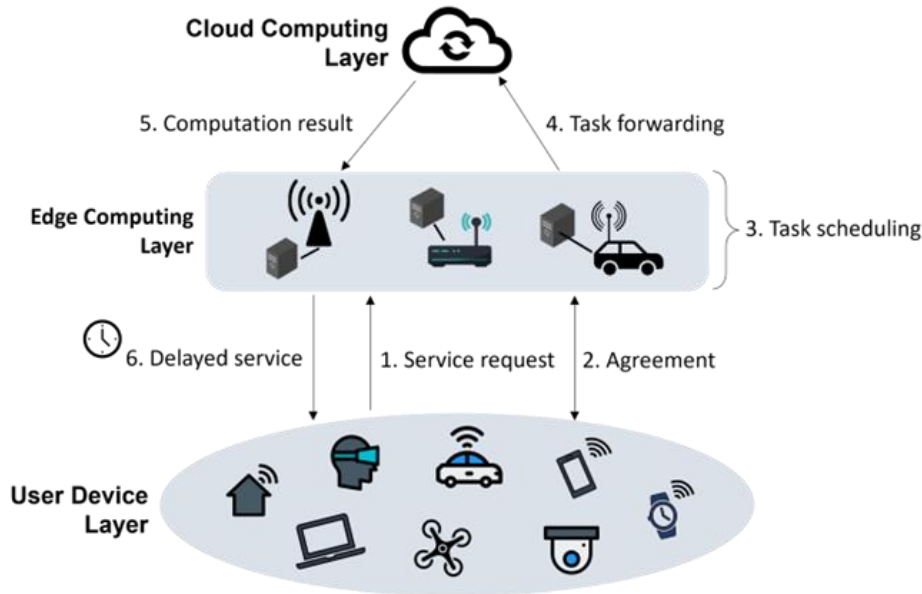 Cloud Computing
Layer
5. Computation result
4. Task forwarding
Edge Computing
Layer
3. Task scheduling
6. Delayed service
1. Service request
2. Agreement
User Device
Layer